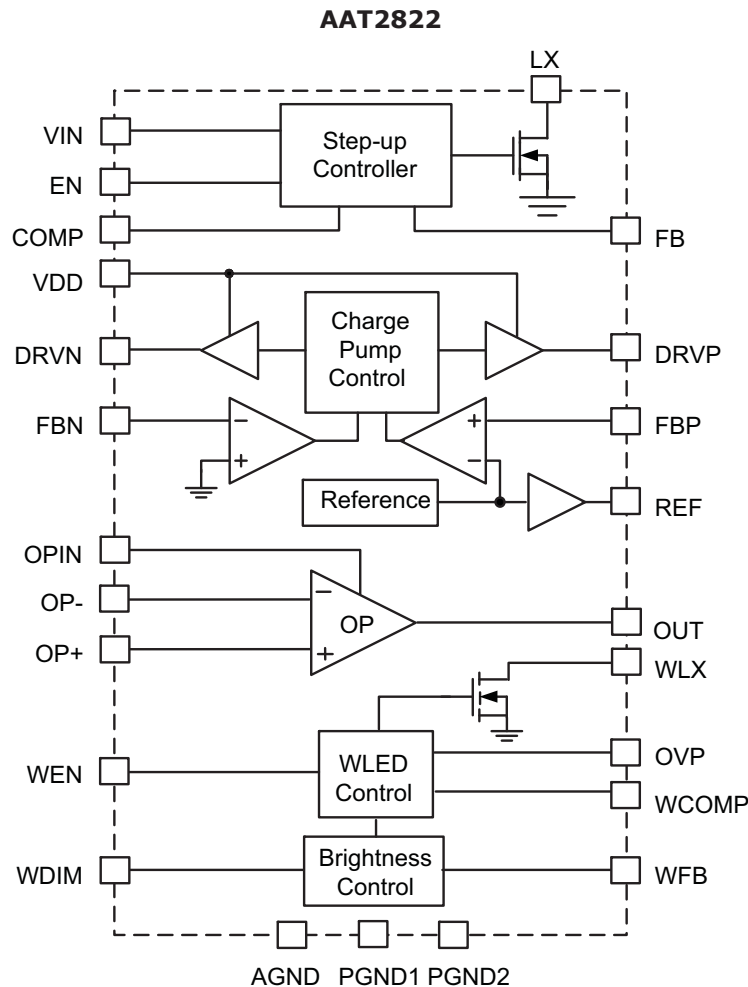 AAT2822
LX
VIN
Step-up
Controller
EN
COMP
FB
VDD
Charge
Pump
Control
DRVN
DRVP
FBN
−
+
FBP
+
−
Reference
REF
OPIN
OP-
−
OP
OUT
OP+
+
WLX
WEN
WLED
Control
OVP
WCOMP
WDIM
Brightness
Control
WFB
AGND PGND1 PGND2